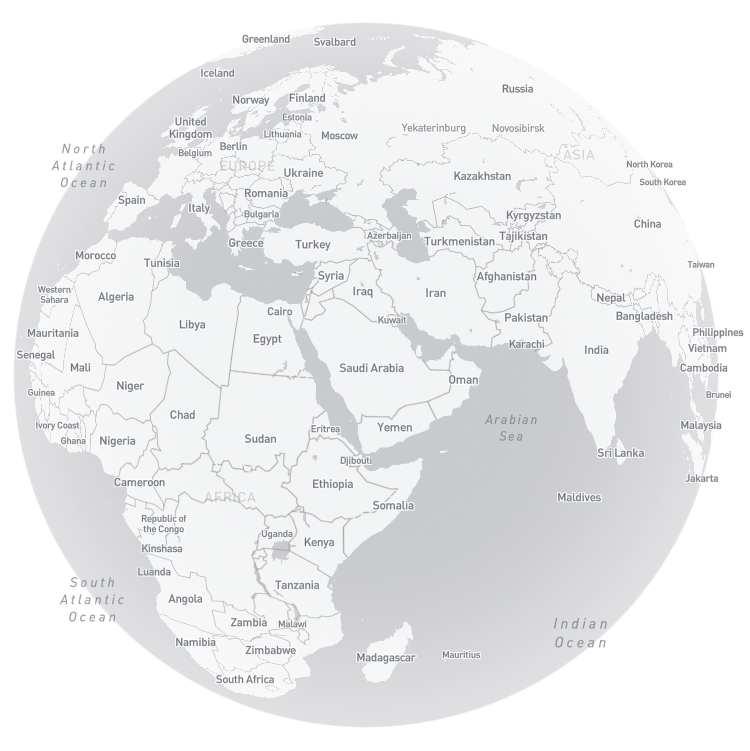 Greenland
Svalbard
Iceland
Russia
Norway
Finland
Estonia
United
Kingdom
Lithuania
Moscow
Yekaterinburg
Novosibirsk
Berlin
Belgium
North
Atlantic
Ocean
EUROPE
ASIA
North Korea
Ukraine
Kazakhstan
South Korea
Romania
Spain
Italy
Bulgaria
Kyrgyzstan
China
Azerbaijan
Tajikistan
Greece
Turkey
Turkmenistan
Morocco
Tunisia
Taiwan
Syria
Afghanistan
Western
Sahara
Algeria
Iraq
Iran
Nepal
Cairo
Bangladesh
Kuwait
Pakistan
Libya
Mauritania
Egypt
Philippines
Karachi
India
Vietnam
Senegal
Mali
Saudi Arabia
Cambodia
Niger
Oman
Guinea
Brunei
Chad
Arabian
Sea
Ivory Coast
Ghana
Nigeria
Sudan
Eritrea
Yemen
Malaysia
Sri Lanka
Djibouti
Cameroon
Ethiopia
Jakarta
AFRICA
Maldives
Somalia
Republic of
the Congo
Uganda
Kenya
Kinshasa
Luanda
South
Atlantic
Ocean
Tanzania
Angola
Zambia
Malawi
Indian
Ocean
Namibia
Zimbabwe
Madagascar
Mauritius
South Africa